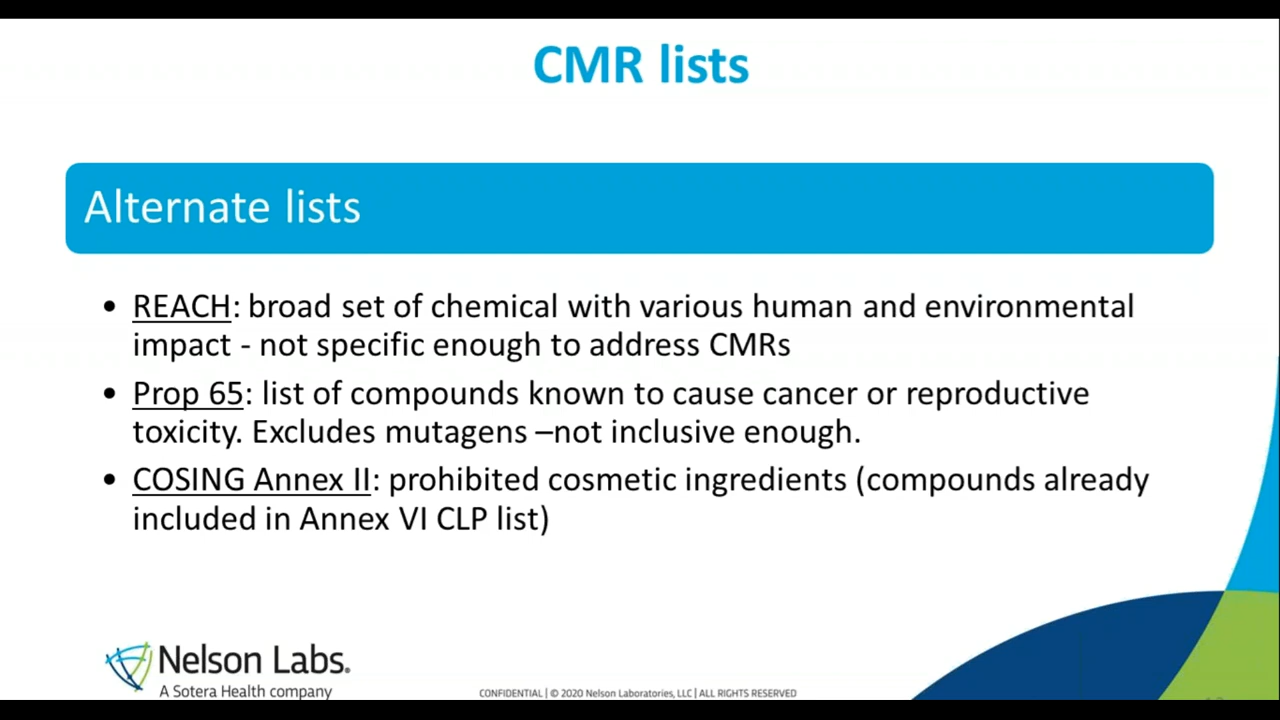 CMR lists
Alternate lists
• REACH: broad set of chemical with various human and environmental
impact - not specific enough to address CMRs
• Prop 65: list of compounds known to cause cancer or reproductive
toxicity. Excludes mutagens –not inclusive enough.
• COSING Annex II: prohibited cosmetic ingredients (compounds already
included in Annex VI CLP list)
Nelson Labs®
A Sotera Health company
CONFIDENTIAL | © 2020 Nelson Laboratories, LLC | ALL RIGHTS RESERVED